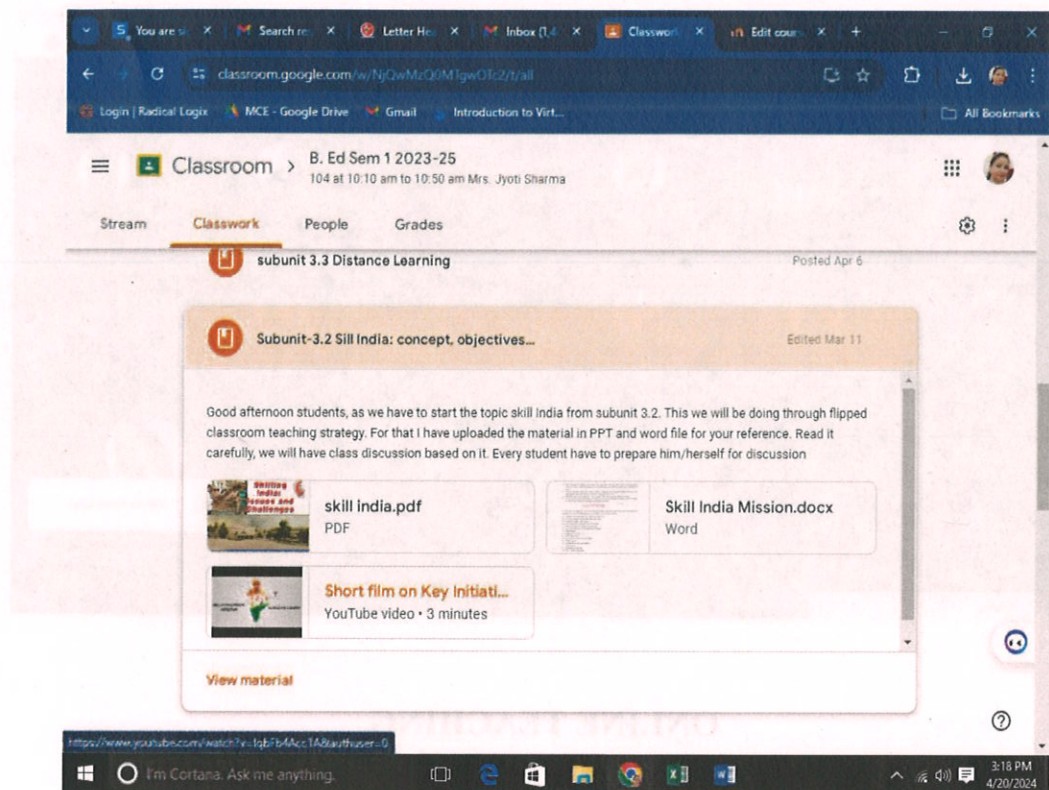 You are si
Search re
Letter He
Inbox (1,4
Classwor
Edit cours
classroom.google.com/w/NjQwMzQ0MTgwOTc2/t/all
Login | Radical Logix MCE - Google Drive Gmail Introduction to Virt... All Bookmarks
Classroom > B. Ed Sem 1 2023-25
104 at 10:10 am to 10:50 am Mrs. Jyoti Sharma
Stream Classwork People Grades
subunit 3.3 Distance Learning Posted Apr 6
Subunit-3.2 Sill India: concept, objectives... Edited Mar 11
Good afternoon students, as we have to start the topic skill India from subunit 3.2. This we will be doing through flipped
classroom teaching strategy. For that I have uploaded the material in PPT and word file for your reference. Read it
carefully, we will have class discussion based on it. Every student have to prepare him/herself for discussion
Skilling
India:
Issues and
Challenges
skill india.pdf
PDF
Skill India Mission.docx
Word
Short film on Key Initiati...
YouTube video • 3 minutes
View material
I'm Cortana. Ask me anything.
3:18 PM
4/20/2024